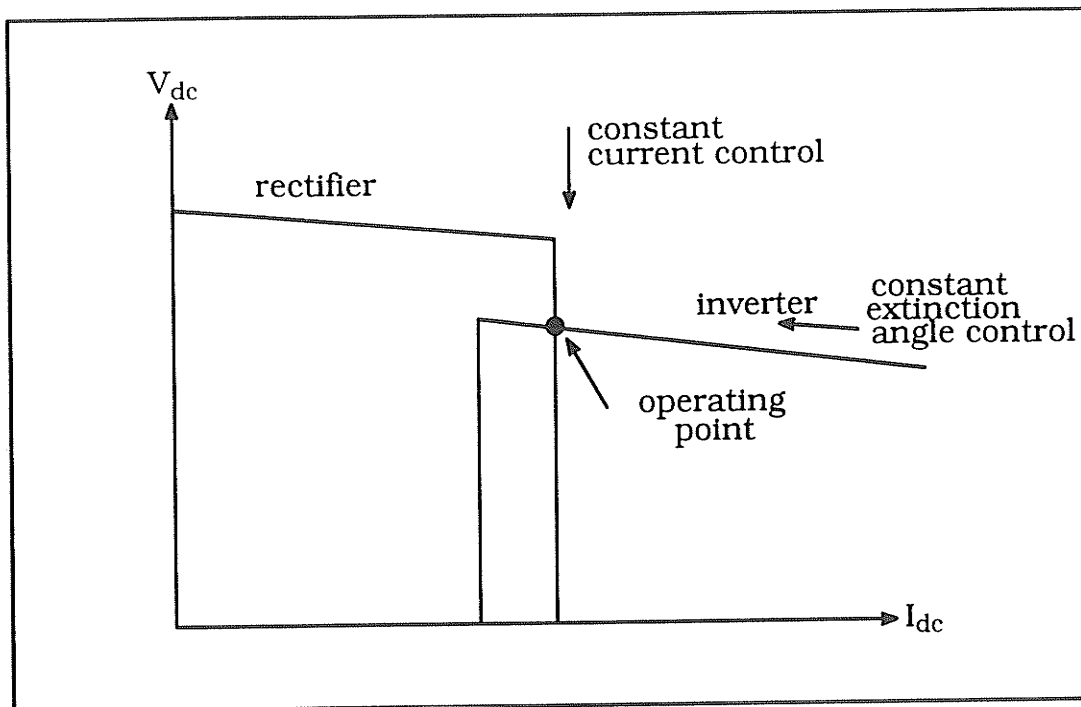 V_dc
constant
current control
rectifier
inverter
constant
extinction
angle control
operating
point
I_dc